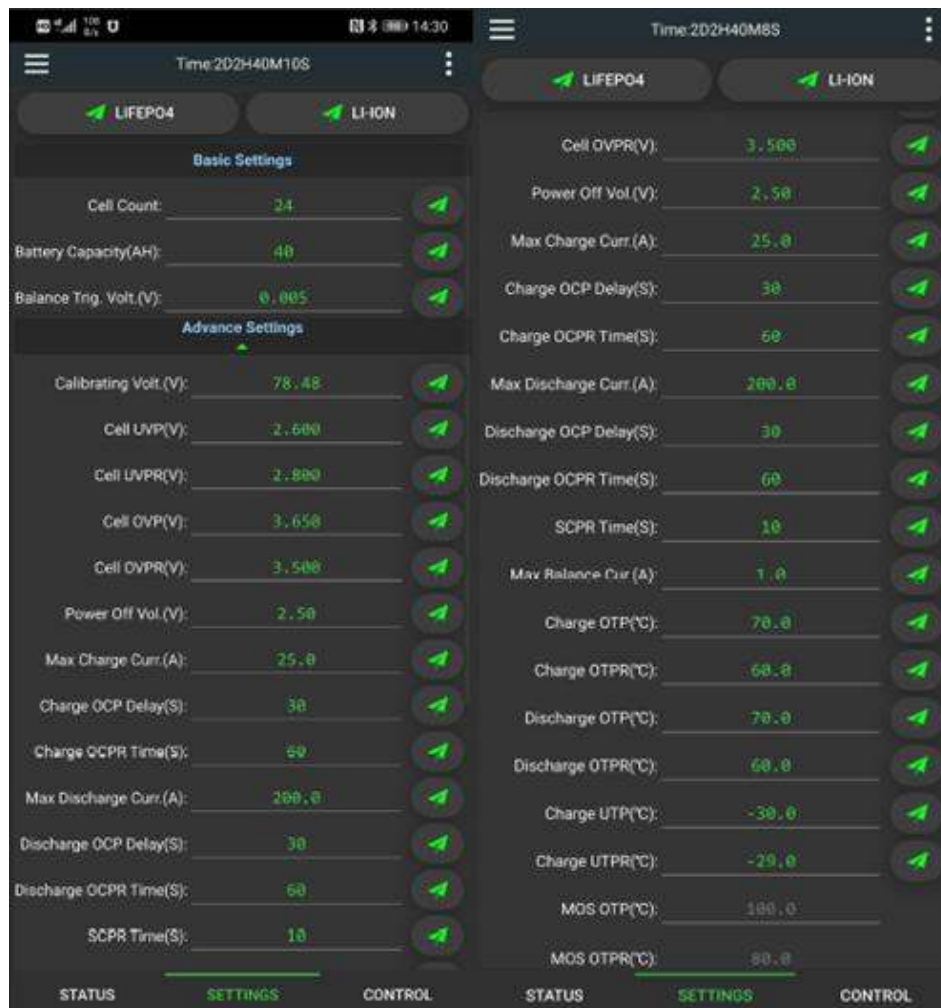 HD 4G 108 B/s 14:30
Time:2D2H40M10S
LIFEPO4 LI-ION
Basic Settings
Cell Count: 24
Battery Capacity(AH): 40
Balance Trig. Volt.(V): 0.005
Advance Settings
Calibrating Volt.(V): 78.48
Cell UVP(V): 2.600
Cell UVPR(V): 2.800
Cell OVP(V): 3.650
Cell OVPR(V): 3.500
Power Off Vol.(V): 2.50
Max Charge Curr.(A): 25.0
Charge OCP Delay(S): 30
Charge OCPR Time(S): 60
Max Discharge Curr.(A): 200.0
Discharge OCP Delay(S): 30
Discharge OCPR Time(S): 60
SCPR Time(S): 10
STATUS SETTINGS CONTROL
Time:2D2H40M8S
LIFEPO4 LI-ION
Cell OVPR(V): 3.500
Power Off Vol.(V): 2.50
Max Charge Curr.(A): 25.0
Charge OCP Delay(S): 30
Charge OCPR Time(S): 60
Max Discharge Curr.(A): 200.0
Discharge OCP Delay(S): 30
Discharge OCPR Time(S): 60
SCPR Time(S): 10
Max Balance Cur.(A): 1.0
Charge OTP(℃): 70.0
Charge OTPR(℃): 60.0
Discharge OTP(℃): 70.0
Discharge OTPR(℃): 60.0
Charge UTP(℃): -30.0
Charge UTPR(℃): -29.0
MOS OTP(℃): 100.0
MOS OTPR(℃): 80.0
STATUS SETTINGS CONTROL